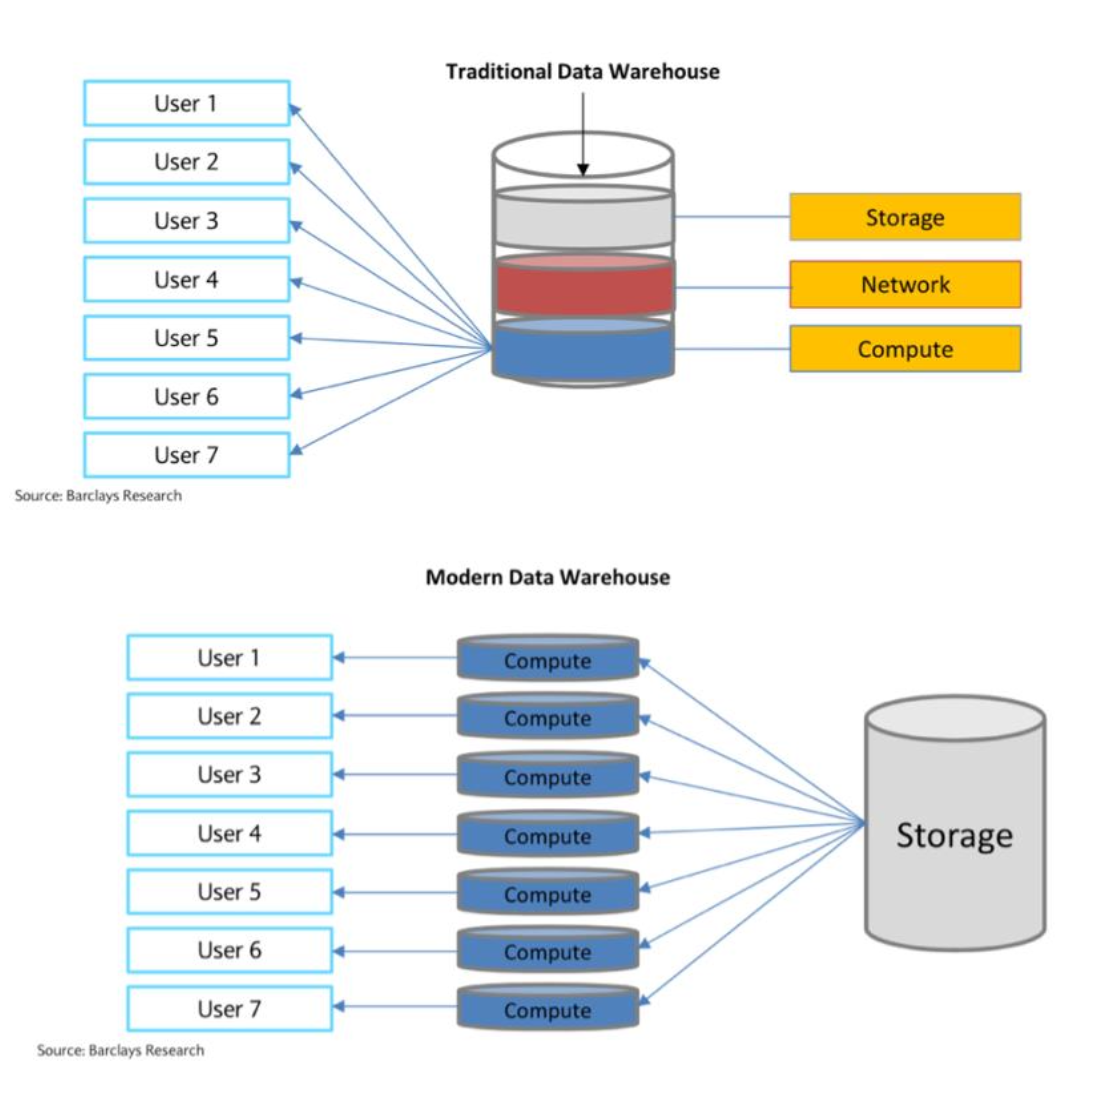 Traditional Data Warehouse
User 1
User 2
User 3
User 4
User 5
User 6
User 7
Storage
Network
Compute
Source: Barclays Research
Modern Data Warehouse
User 1
Compute
User 2
Compute
User 3
Compute
User 4
Compute
User 5
Compute
User 6
Compute
User 7
Compute
Storage
Source: Barclays Research